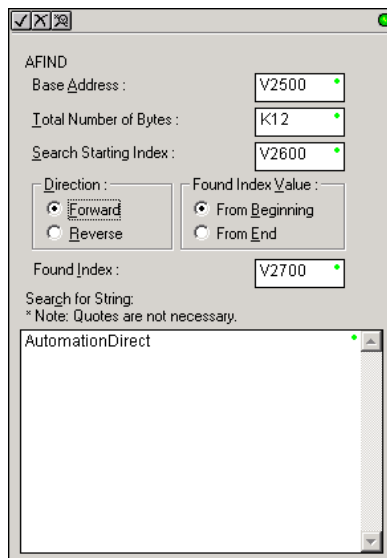 AFIND
Base Address : V2500
Total Number of Bytes : K12
Search Starting Index : V2600
Direction : Found Index Value :
Forward From Beginning
Reverse From End
Found Index : V2700
Search for String:
* Note: Quotes are not necessary.
AutomationDirect